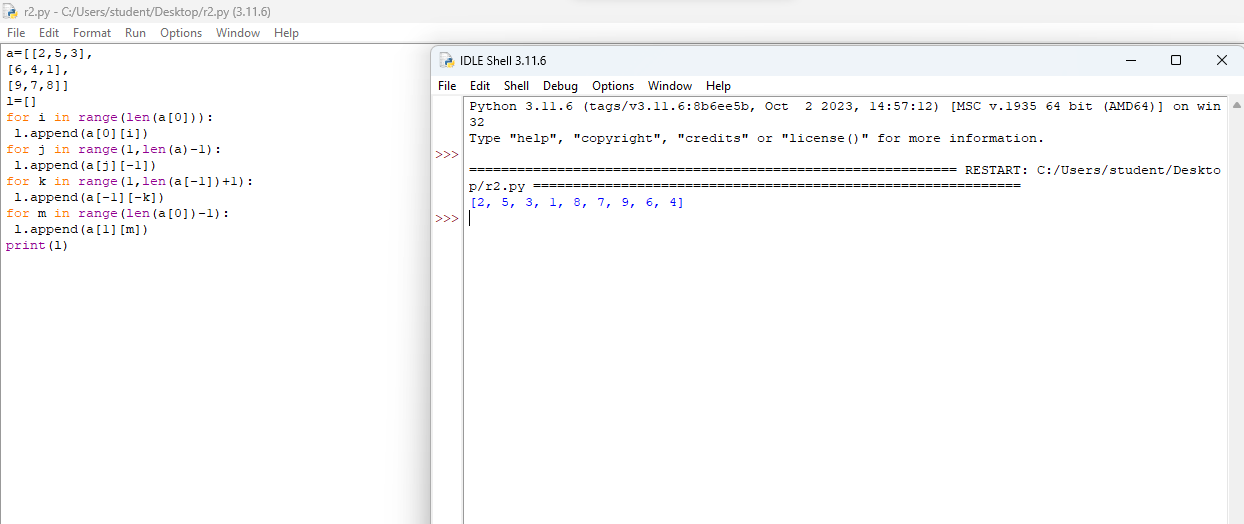 r2.py - C:/Users/student/Desktop/r2.py (3.11.6)
File Edit Format Run Options Window Help
a=[[2,5,3],
[6,4,1],
[9,7,8]]
l=[]
for i in range(len(a[0])):
 l.append(a[0][i])
for j in range(1,len(a)-1):
 l.append(a[j][-1])
for k in range(1,len(a[-1])+1):
 l.append(a[-1][-k])
for m in range(len(a[0])-1):
 l.append(a[1][m])
print(l)
IDLE Shell 3.11.6
File Edit Shell Debug Options Window Help
Python 3.11.6 (tags/v3.11.6:8b6ee5b, Oct  2 2023, 14:57:12) [MSC v.1935 64 bit (AMD64)] on win
32
Type "help", "copyright", "credits" or "license()" for more information.
>>>
============================================================= RESTART: C:/Users/student/Deskto
p/r2.py =============================================================
[2, 5, 3, 1, 8, 7, 9, 6, 4]
>>>